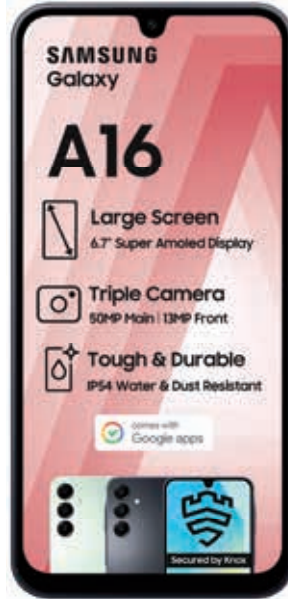 SAMSUNG
Galaxy
A16
Large Screen
6.7" Super Amoled Display
Triple Camera
50MP Main | 13MP Front
Tough & Durable
IP54 Water & Dust Resistant
comes with
Google apps
Secured by Knox